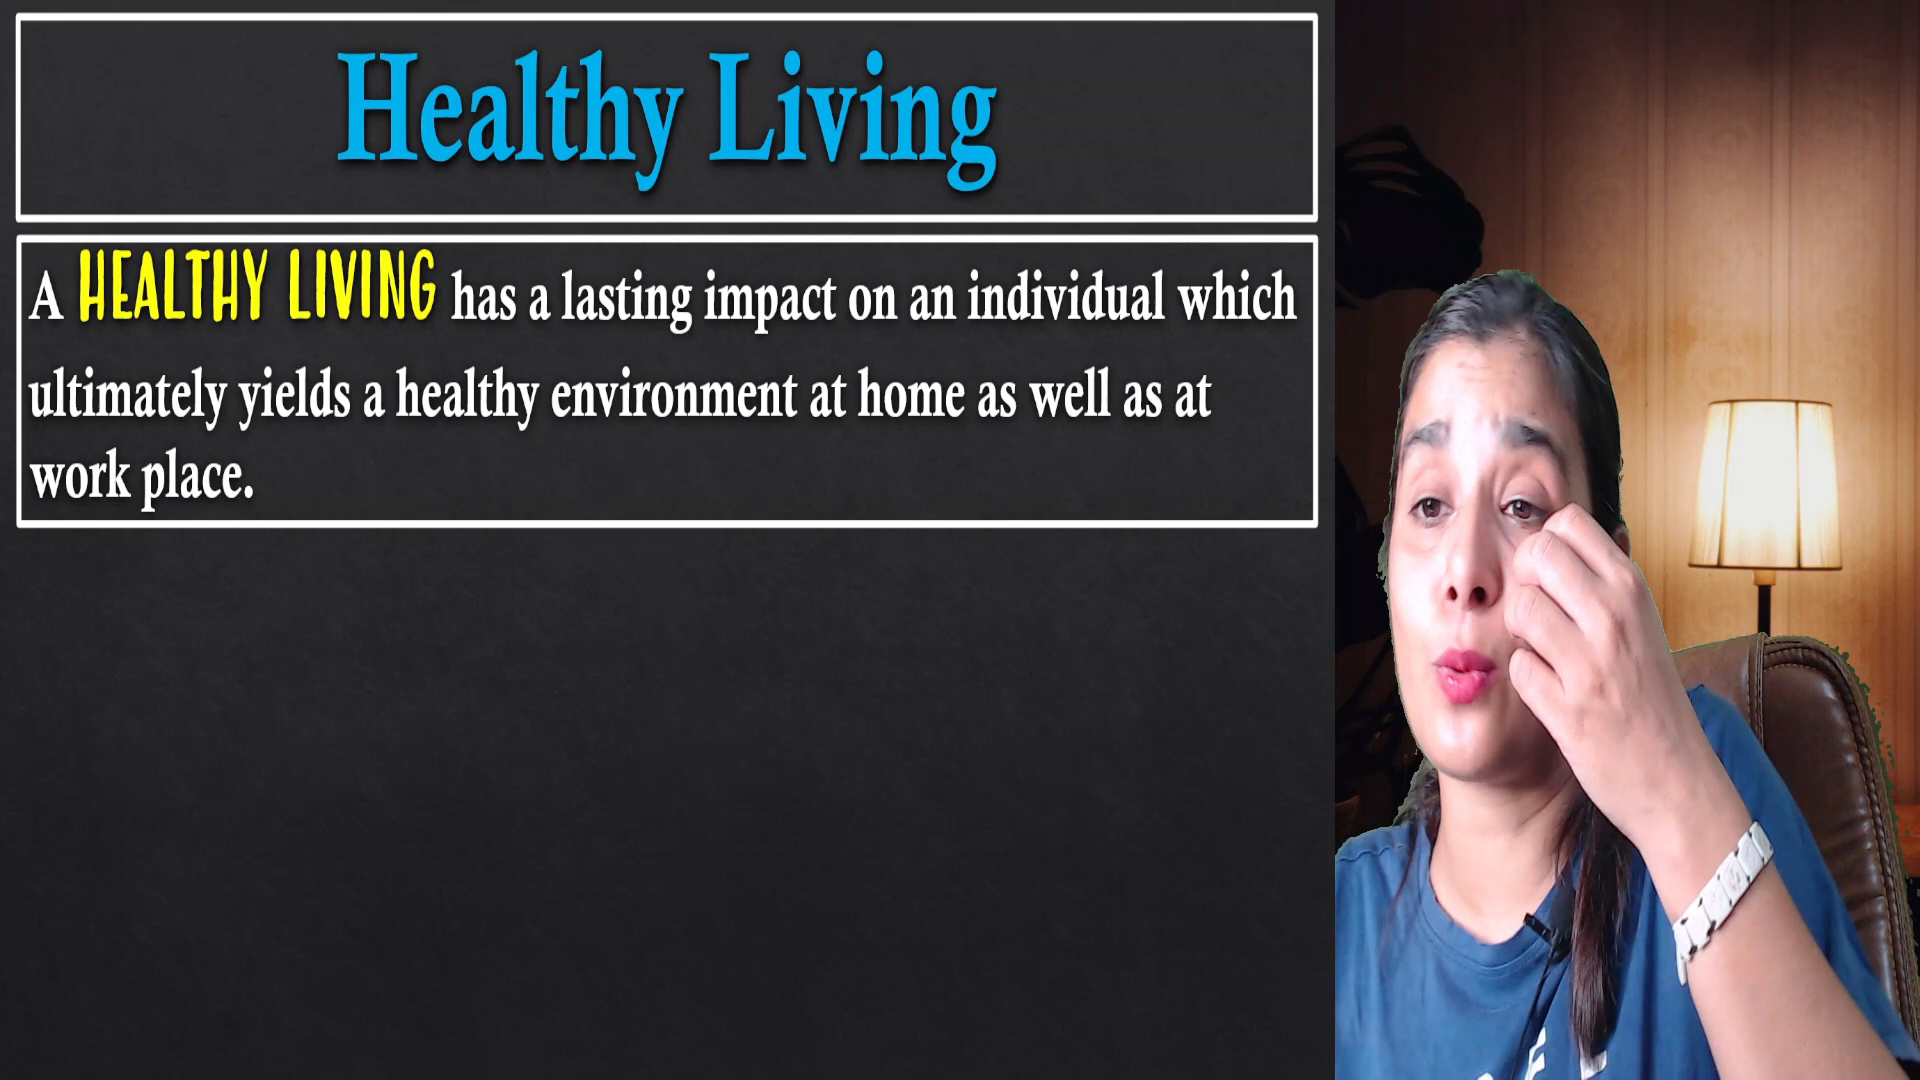 Healthy Living
A HEALTHY LIVING has a lasting impact on an individual which
ultimately yields a healthy environment at home as well as at
work place.